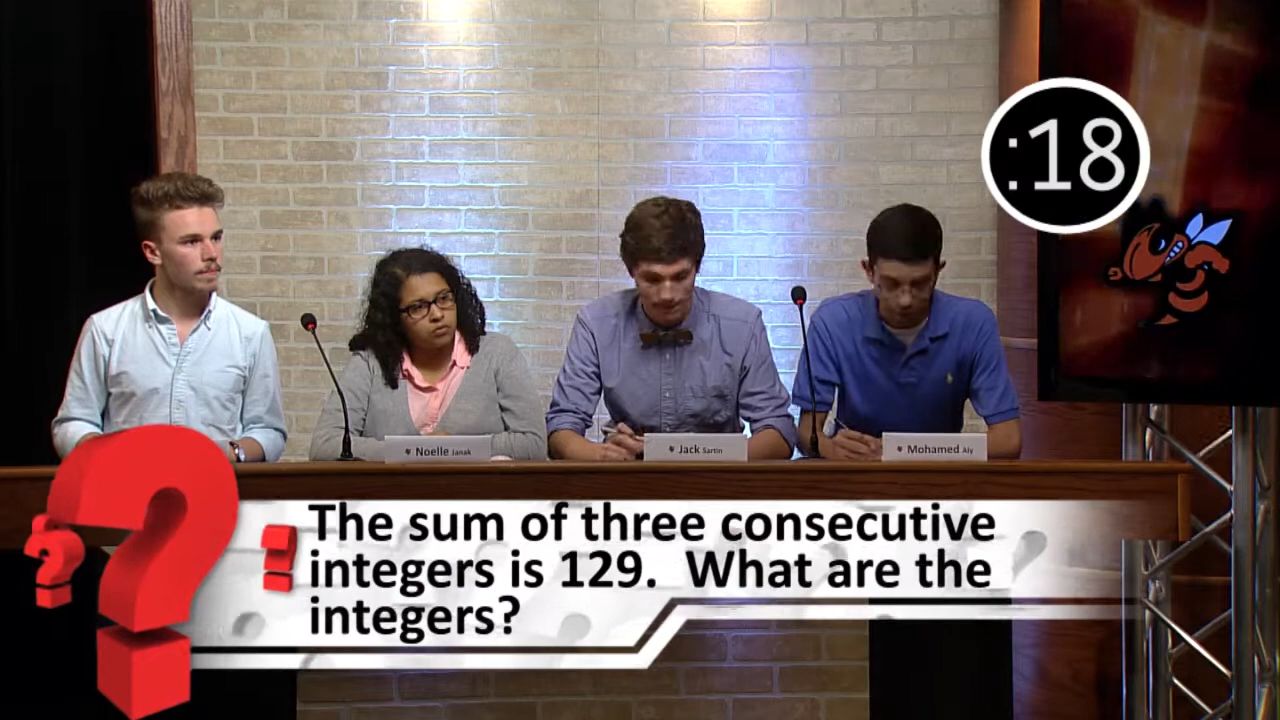 :18
Noelle Janak
Jack Sartin
Mohamed Aly
The sum of three consecutive
integers is 129. What are the
integers?